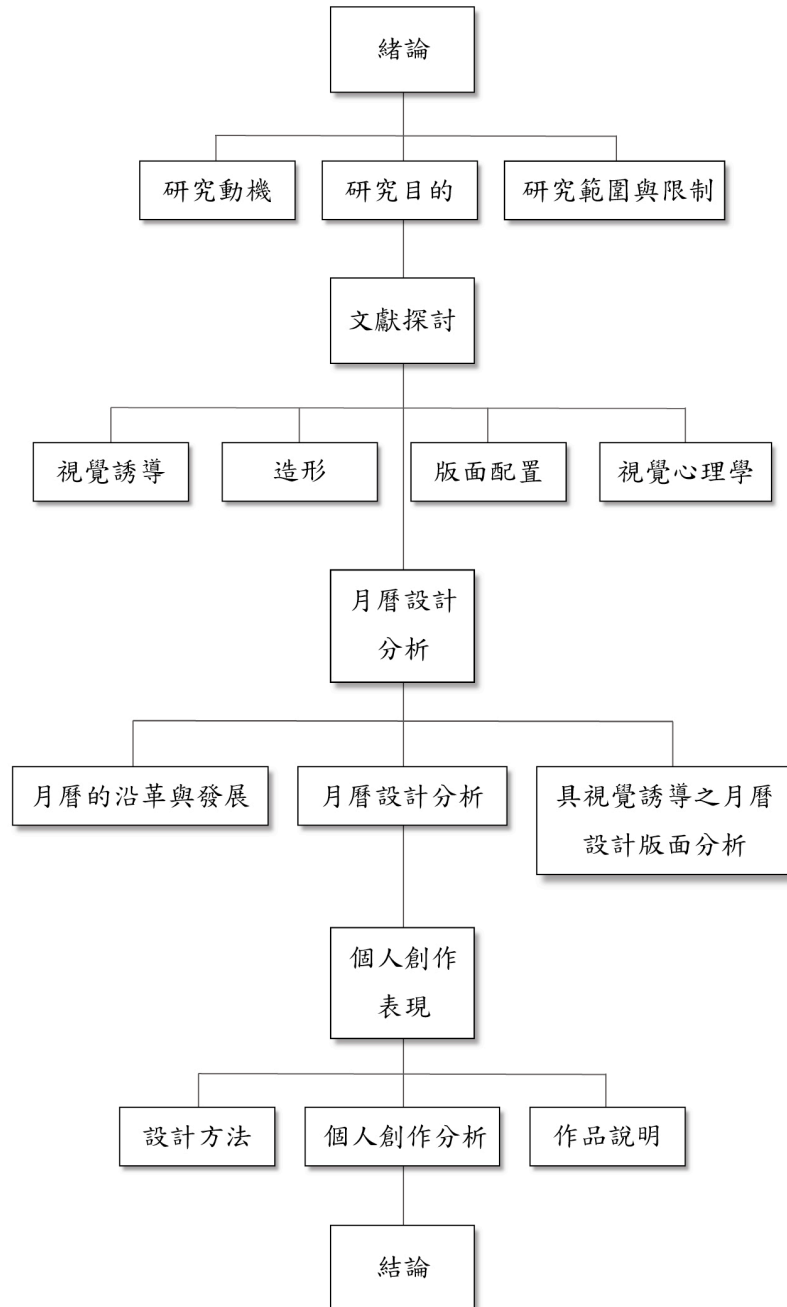 緒論
研究動機
研究目的
研究範圍與限制
文獻探討
視覺誘導
造形
版面配置
視覺心理學
月曆設計
分析
月曆的沿革與發展
月曆設計分析
具視覺誘導之月曆
設計版面分析
個人創作
表現
設計方法
個人創作分析
作品說明
結論